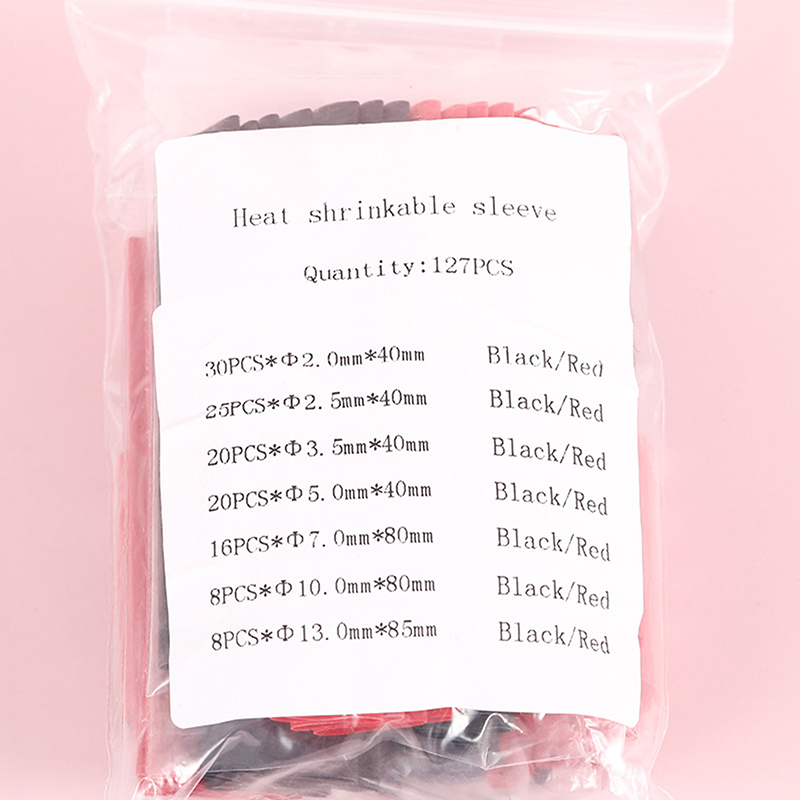 Heat shrinkable sleeve
Quantity:127PCS
30PCS*Φ2.0mm*40mm Black/Red
25PCS*Φ2.5mm*40mm Black/Red
20PCS*Φ3.5mm*40mm Black/Red
20PCS*Φ5.0mm*40mm Black/Red
16PCS*Φ7.0mm*80mm Black/Red
8PCS*Φ10.0mm*80mm Black/Red
8PCS*Φ13.0mm*85mm Black/Red